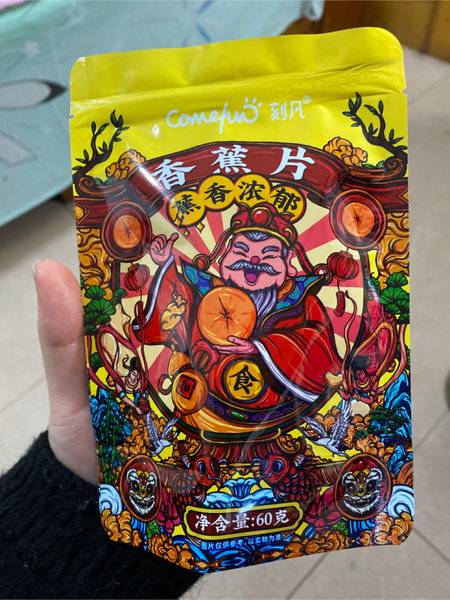 Comefun 刻凡®
香蕉片
蕉香浓郁
食
净含量:60克
图片仅供参考,以实物为准